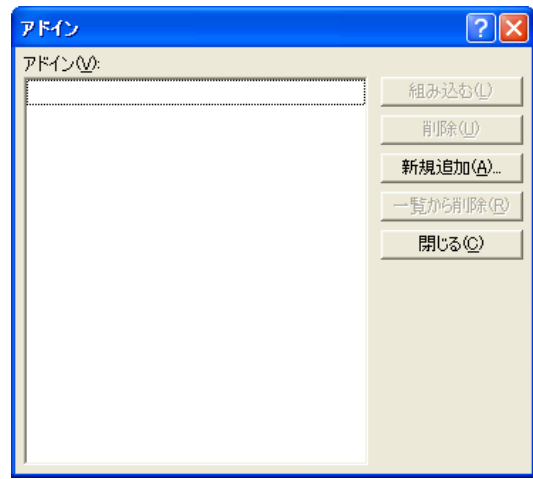 アドイン
アドイン(V):
組み込む(L)
削除(U)
新規追加(A)...
一覧から削除(R)
閉じる(C)